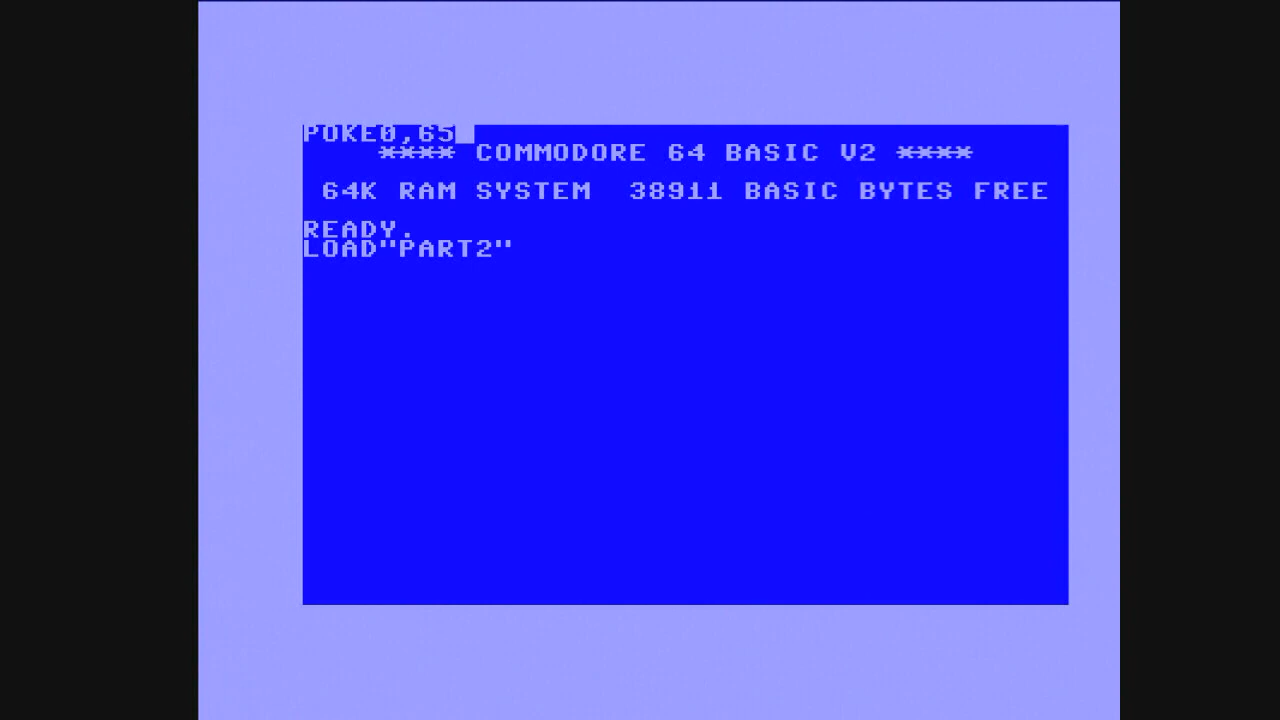 POKE0,65
**** COMMODORE 64 BASIC V2 ****
64K RAM SYSTEM  38911 BASIC BYTES FREE
READY.
LOAD"PART2"